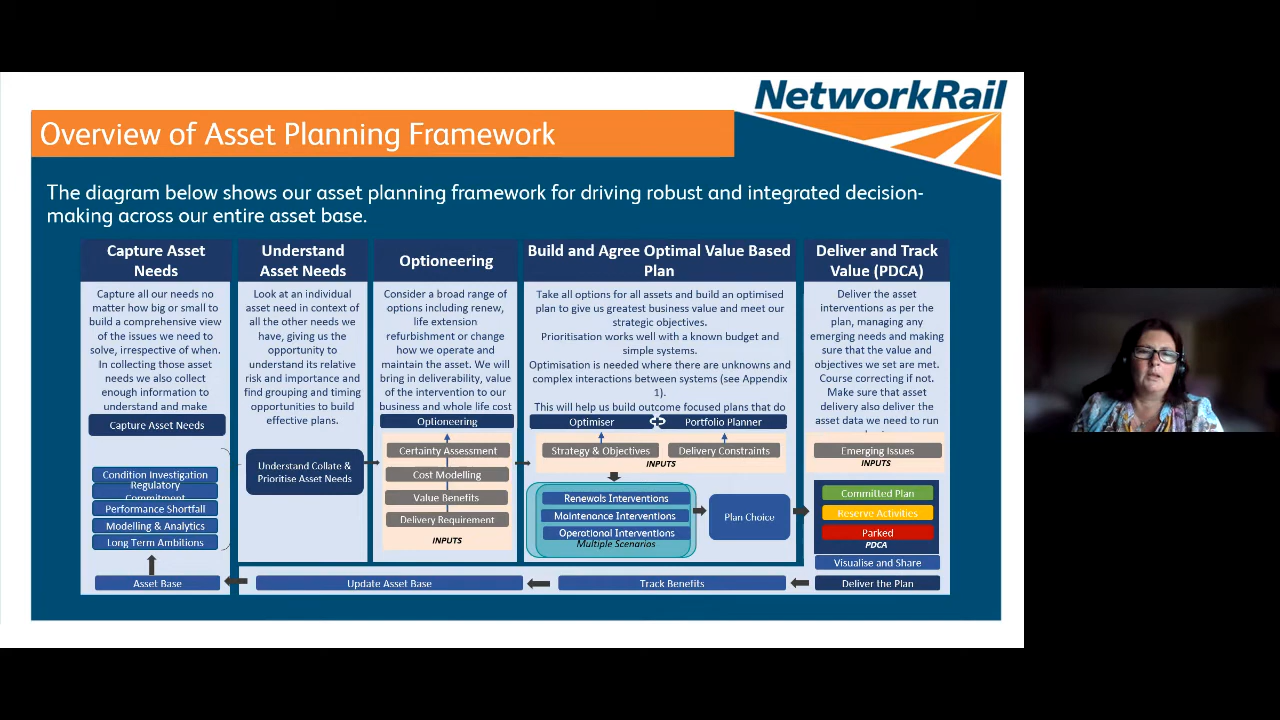 NetworkRail
Overview of Asset Planning Framework
The diagram below shows our asset planning framework for driving robust and integrated decision-
making across our entire asset base.
Capture Asset
Needs
Capture all our needs no
matter how big or small to
build a comprehensive view
of the issues we need to
solve, irrespective of when.
In collecting those asset
needs we also collect
enough information to
understand and make
Capture Asset Needs
Condition Investigation
Regulatory
Commitment
Performance Shortfall
Modelling & Analytics
Long Term Ambitions
Asset Base
Understand
Asset Needs
Look at an individual
asset need in context of
all the other needs we
have, giving us the
opportunity to
understand its relative
risk and importance and
find grouping and timing
opportunities to build
effective plans.
Understand Collate &
Prioritise Asset Needs
Update Asset Base
Optioneering
Consider a broad range of
options including renew,
life extension
refurbishment or change
how we operate and
maintain the asset. We will
bring in deliverability, value
of the intervention to our
business and whole life cost
Optioneering
Certainty Assessment
Cost Modelling
Value Benefits
Delivery Requirement
INPUTS
Build and Agree Optimal Value Based
Plan
Take all options for all assets and build an optimised
plan to give us greatest business value and meet our
strategic objectives.
Prioritisation works well with a known budget and
simple systems.
Optimisation is needed where there are unknowns and
complex interactions between systems (see Appendix
1).
This will help us build outcome focused plans that do
Optimiser
Portfolio Planner
Strategy & Objectives
Delivery Constraints
INPUTS
Renewals Interventions
Maintenance Interventions
Operational Interventions
Multiple Scenarios
Plan Choice
Track Benefits
Deliver and Track
Value (PDCA)
Deliver the asset
interventions as per the
plan, managing any
emerging needs and making
sure that the value and
objectives we set are met.
Course correcting if not.
Make sure that asset
delivery also deliver the
asset data we need to run
Emerging Issues
INPUTS
Committed Plan
Reserve Activities
Parked
PDCA
Visualise and Share
Deliver the Plan